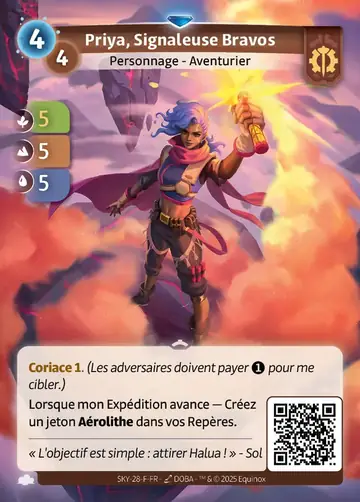 4
4
Priya, Signaleuse Bravos
Personnage - Aventurier
5
5
5
Coriace 1. (Les adversaires doivent payer ❶ pour me
cibler.)
Lorsque mon Expédition avance — Créez
un jeton Aérolithe dans vos Repères.
« L'objectif est simple : attirer Halua ! » - Sol
SKY-28-F-FR - DOBA - ™ & © 2025 Equinox